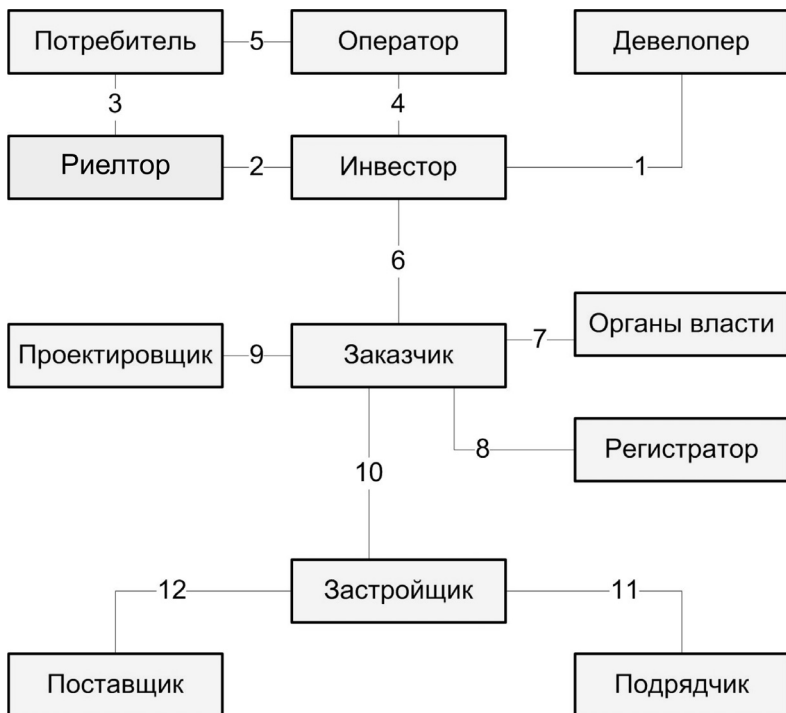 Потребитель
5
Оператор
Девелопер
3
4
Риелтор
2
Инвестор
1
6
Органы власти
Проектировщик
9
Заказчик
7
8
Регистратор
10
12
Застройщик
11
Поставщик
Подрядчик